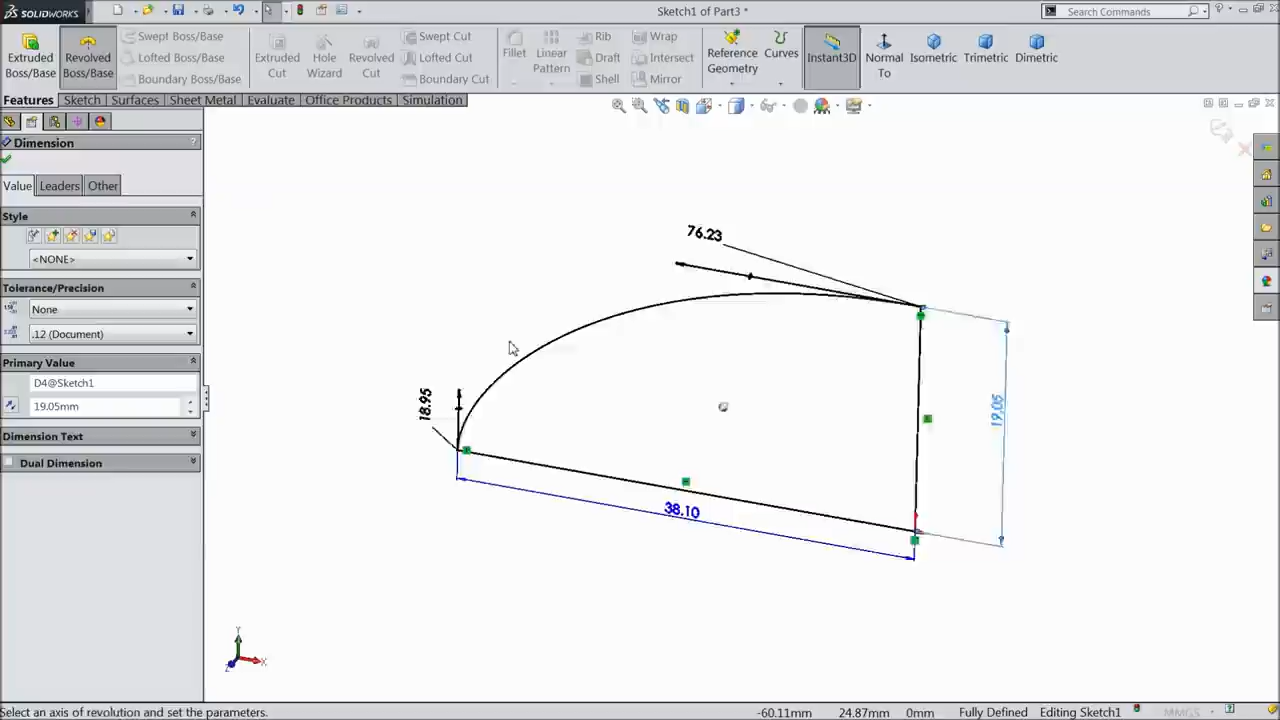 SOLIDWORKS
Sketch1 of Part3 *
Search Commands
Extruded Boss/Base
Revolved Boss/Base
Swept Boss/Base
Lofted Boss/Base
Boundary Boss/Base
Extruded Cut
Hole Wizard
Revolved Cut
Swept Cut
Lofted Cut
Boundary Cut
Fillet
Linear Pattern
Rib
Draft
Shell
Wrap
Intersect
Mirror
Reference Geometry
Curves
Instant3D
Normal To
Isometric
Trimetric
Dimetric
Features Sketch Surfaces Sheet Metal Evaluate Office Products Simulation
Dimension ?
Value Leaders Other
Style
<NONE>
Tolerance/Precision
None
.12 (Document)
Primary Value
D4@Sketch1
19.05mm
Dimension Text
Dual Dimension
76.23
18.95
19.05
38.10
Y
X
Z
Select an axis of revolution and set the parameters. -60.11mm 24.87mm 0mm Fully Defined Editing Sketch1 MMGS